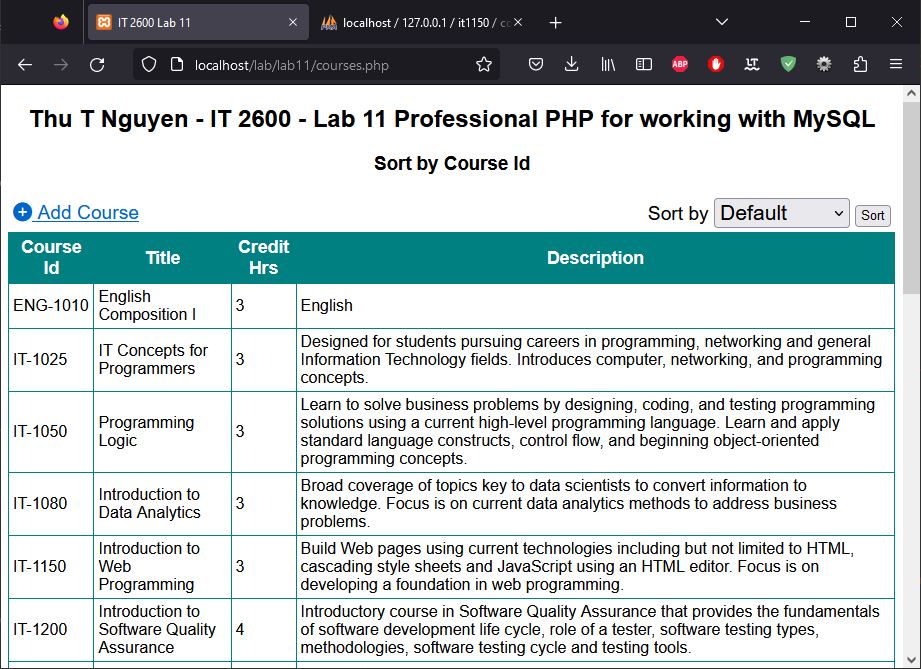 IT 2600 Lab 11
localhost / 127.0.0.1 / it1150 /
localhost/lab/lab11/courses.php
ABP
Thu T Nguyen - IT 2600 - Lab 11 Professional PHP for working with MySQL
Sort by Course Id
Add Course
Sort by Default Sort
Course
Id
Title
Credit
Hrs
Description
ENG-1010
English
Composition I
3
English
IT-1025
IT Concepts for
Programmers
3
Designed for students pursuing careers in programming, networking and general
Information Technology fields. Introduces computer, networking, and programming
concepts.
IT-1050
Programming
Logic
3
Learn to solve business problems by designing, coding, and testing programming
solutions using a current high-level programming language. Learn and apply
standard language constructs, control flow, and beginning object-oriented
programming concepts.
IT-1080
Introduction to
Data Analytics
3
Broad coverage of topics key to data scientists to convert information to
knowledge. Focus is on current data analytics methods to address business
problems.
IT-1150
Introduction to
Web
Programming
3
Build Web pages using current technologies including but not limited to HTML,
cascading style sheets and JavaScript using an HTML editor. Focus is on
developing a foundation in web programming.
IT-1200
Introduction to
Software Quality
Assurance
4
Introductory course in Software Quality Assurance that provides the fundamentals
of software development life cycle, role of a tester, software testing types,
methodologies, software testing cycle and testing tools.